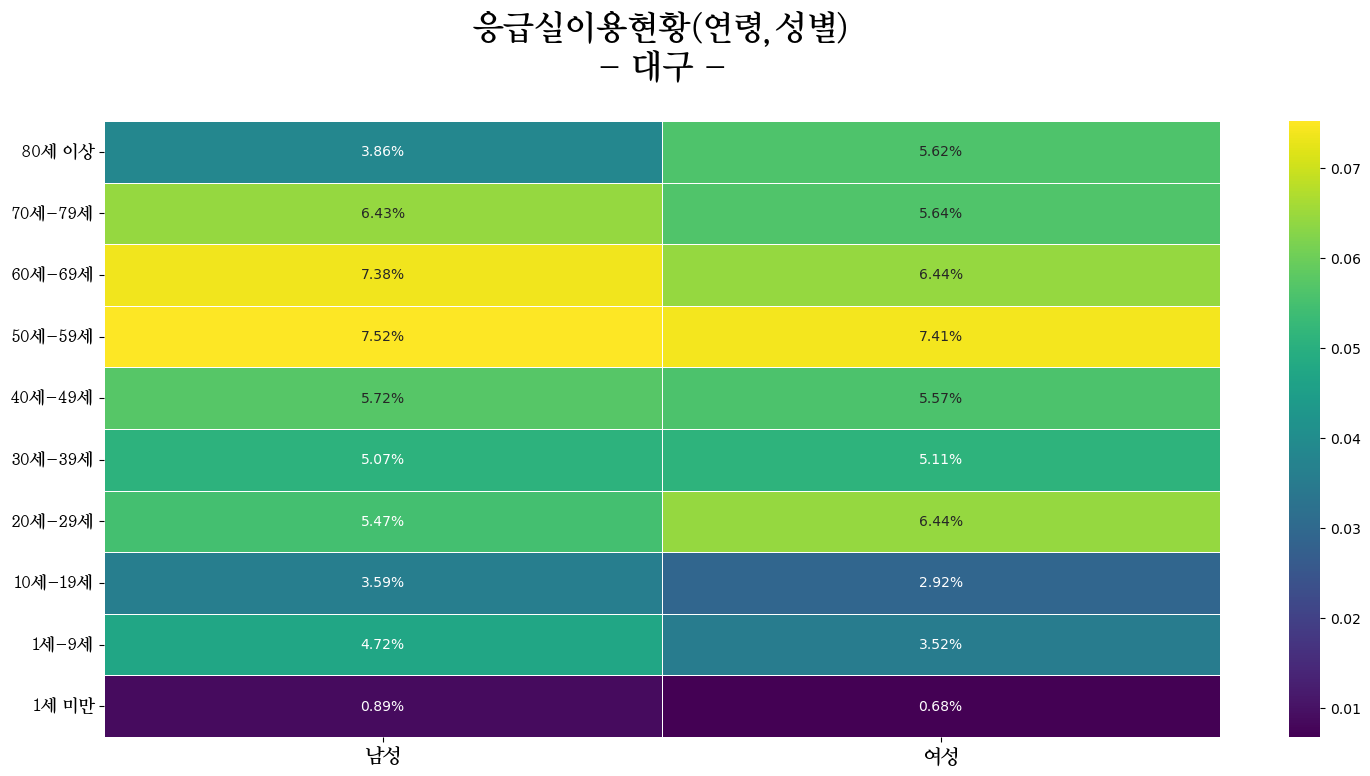 응급실이용현황(연령, 성별)
- 대구 -
80세 이상 3.86% 5.62%
70세-79세 6.43% 5.64%
60세-69세 7.38% 6.44%
50세-59세 7.52% 7.41%
40세-49세 5.72% 5.57%
30세-39세 5.07% 5.11%
20세-29세 5.47% 6.44%
10세-19세 3.59% 2.92%
1세-9세 4.72% 3.52%
1세 미만 0.89% 0.68%
남성 여성
0.07
0.06
0.05
0.04
0.03
0.02
0.01